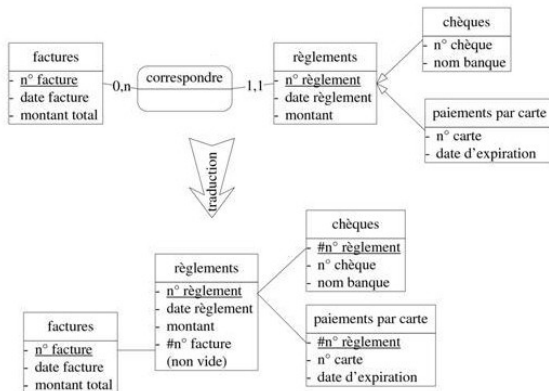 factures
- n° facture
- date facture
- montant total
0,n
correspondre
1,1
règlements
- n° règlement
- date règlement
- montant
chèques
- n° chèque
- nom banque
paiements par carte
- n° carte
- date d'expiration
traduction
factures
- n° facture
- date facture
- montant total
règlements
- n° règlement
- date règlement
- montant
- #n° facture
(non vide)
chèques
- #n° règlement
- n° chèque
- nom banque
paiements par carte
- #n° règlement
- n° carte
- date d'expiration